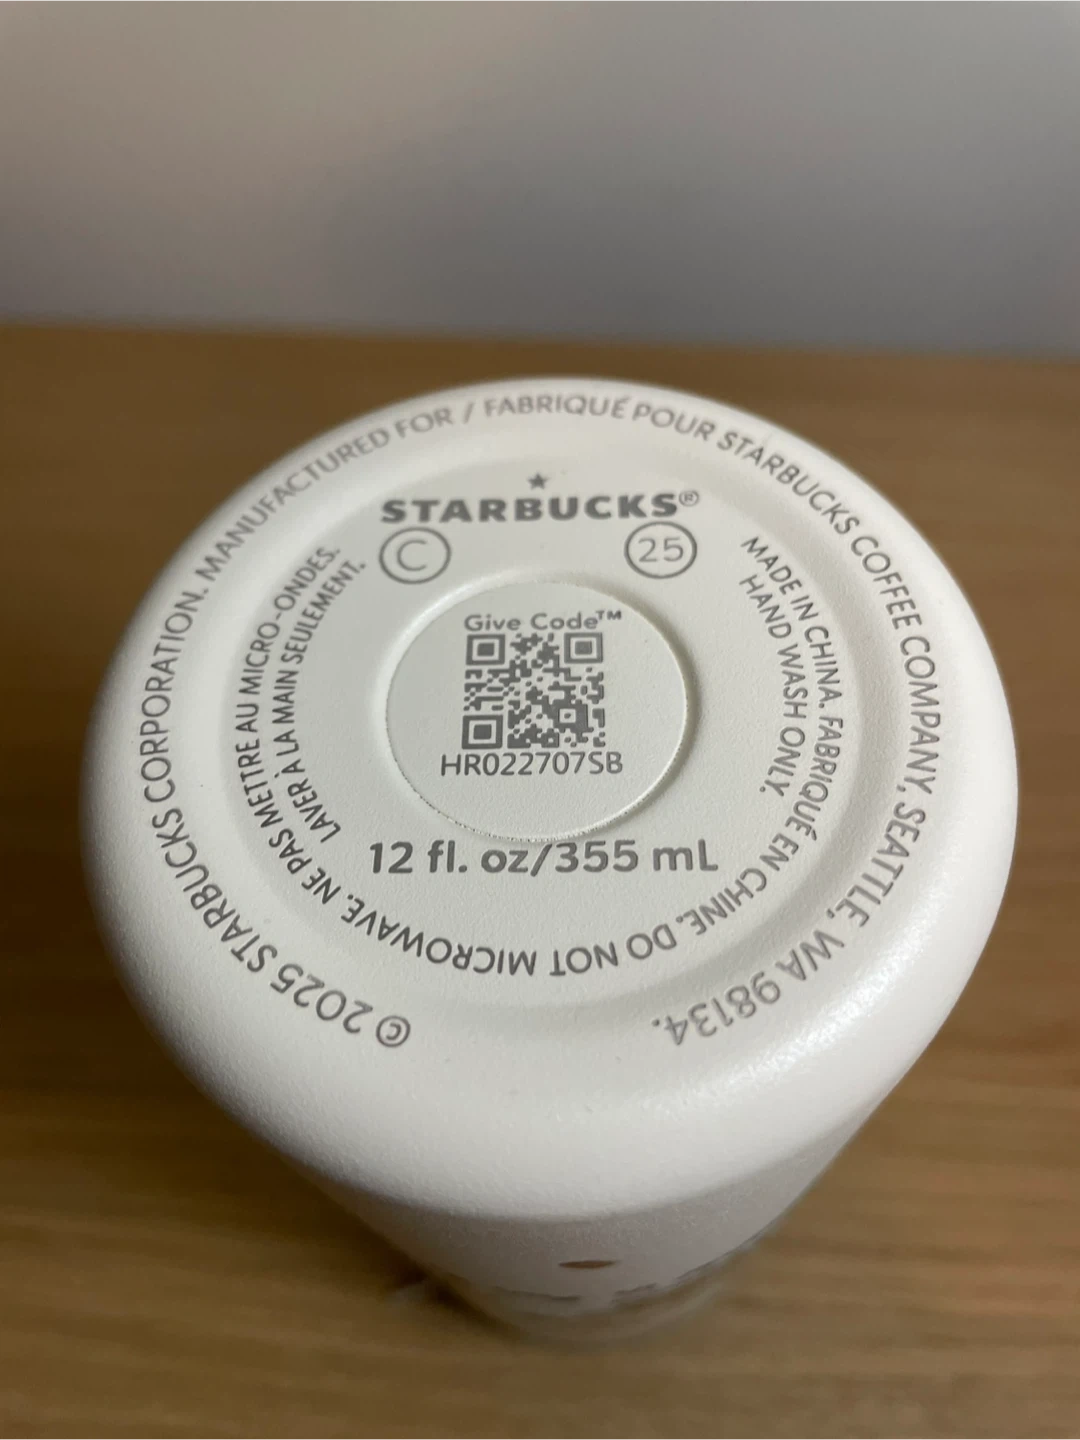 © 2025 STARBUCKS CORPORATION. MANUFACTURED FOR / FABRIQUÉ POUR STARBUCKS COFFEE COMPANY, SEATTLE, WA 98134.
STARBUCKS®
C 25
MADE IN CHINA. FABRIQUÉ EN CHINE. DO NOT MICROWAVE. NE PAS METTRE AU MICRO-ONDES.
HAND WASH ONLY.
LAVER À LA MAIN SEULEMENT.
Give Code™
HR022707SB
12 fl. oz/355 mL